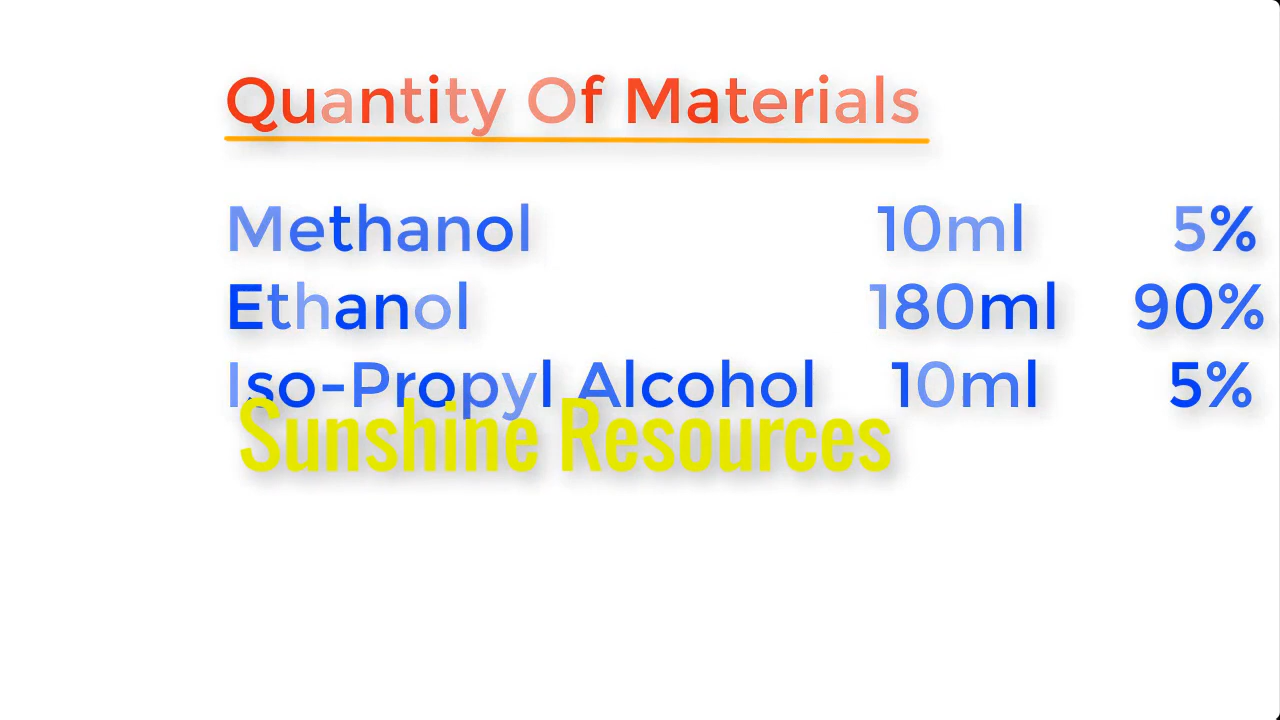 Quantity Of Materials
Methanol 10ml 5%
Ethanol 180ml 90%
Iso-Propyl Alcohol 10ml 5%
Sunshine Resources